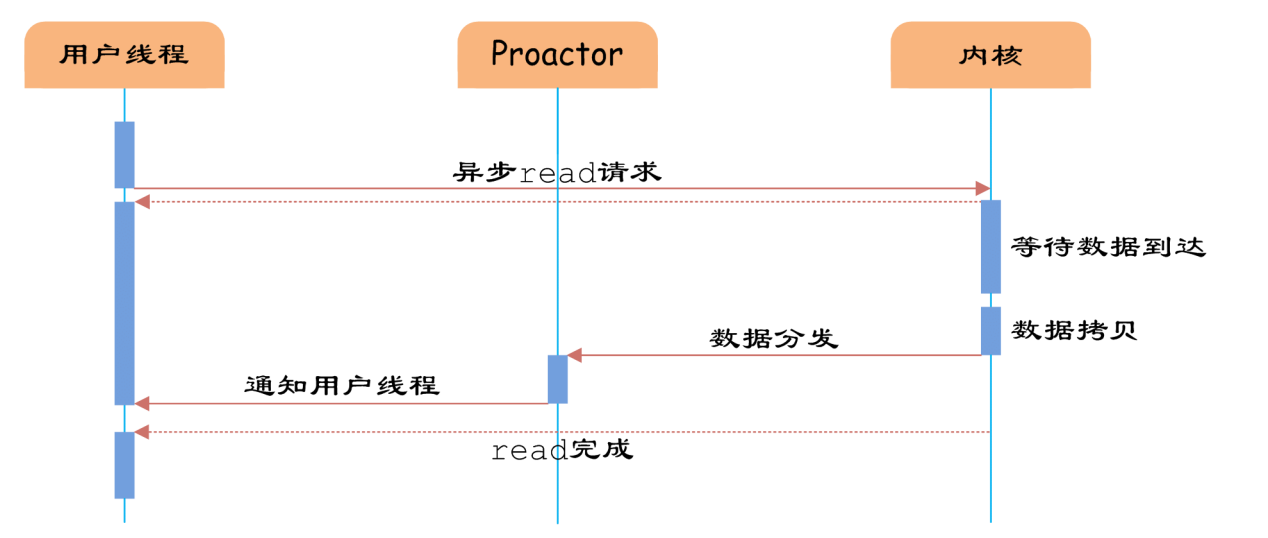 用户线程
Proactor
内核
异步read请求
等待数据到达
数据拷贝
数据分发
通知用户线程
read完成